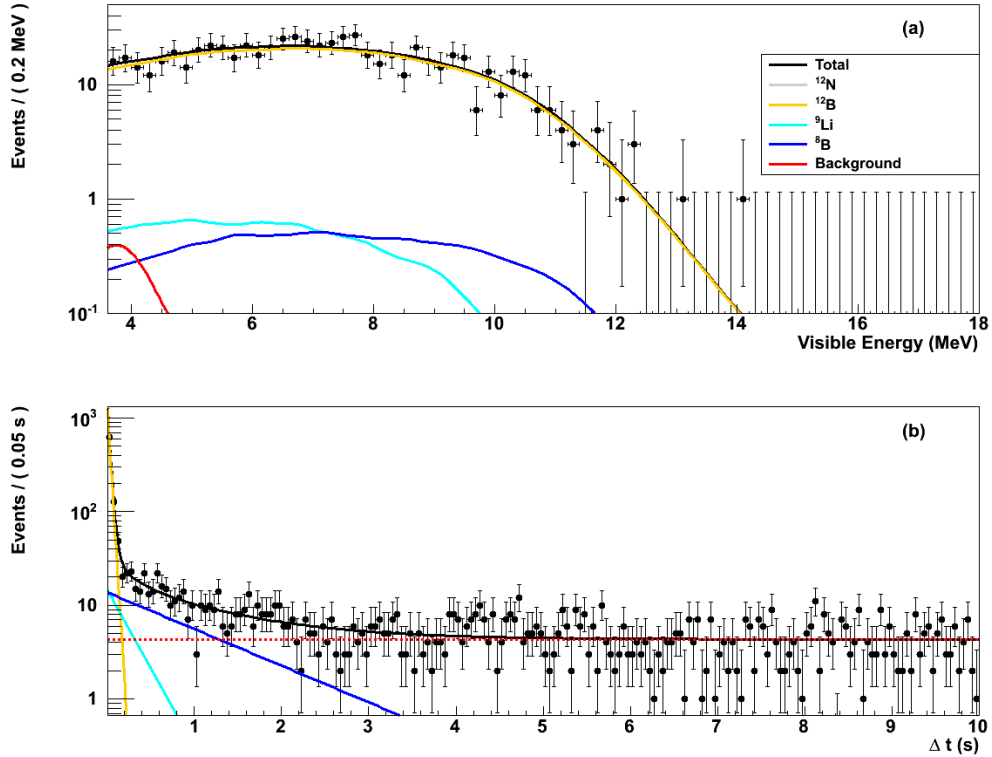 Events / ( 0.2 MeV )
(a)
Total
¹²N
¹²B
⁹Li
⁸B
Background
10
1
10⁻¹
4 6 8 10 12 14 16 18
Visible Energy (MeV)
Events / ( 0.05 s )
(b)
10³
10²
10
1
1 2 3 4 5 6 7 8 9 10
Δ t (s)